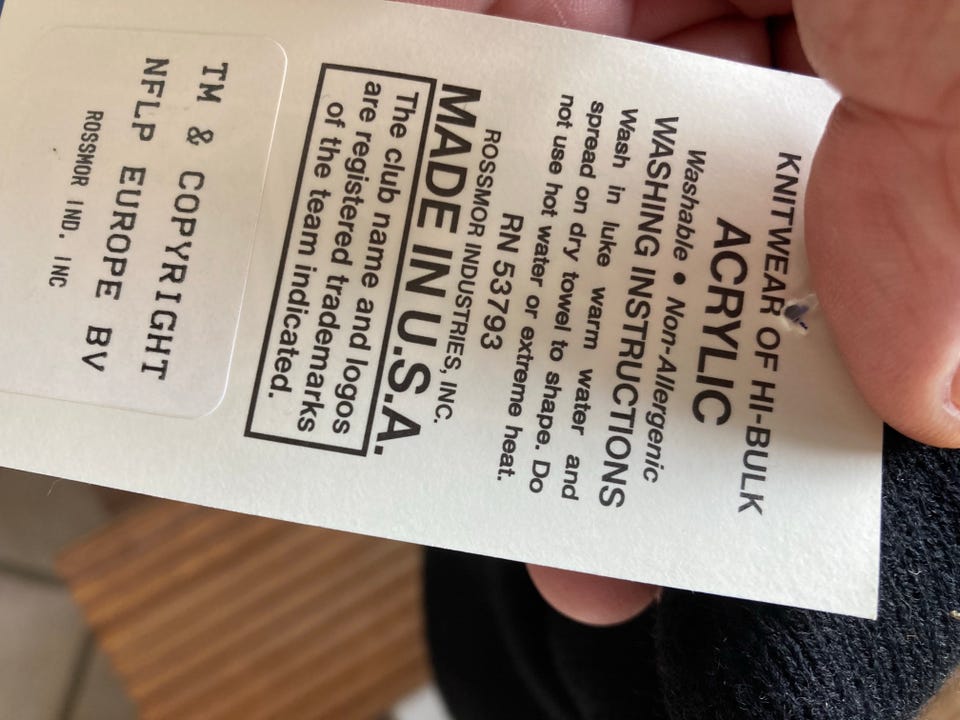 KNITWEAR OF HI-BULK
ACRYLIC
Washable • Non-Allergenic
WASHING INSTRUCTIONS
Wash in luke warm water and
spread on dry towel to shape. Do
not use hot water or extreme heat.
RN 53793
ROSSMOR INDUSTRIES, INC.
MADE IN U.S.A.
The club name and logos
are registered trademarks
of the team indicated.
TM & COPYRIGHT
NFLP EUROPE BV
ROSSMOR IND. INC